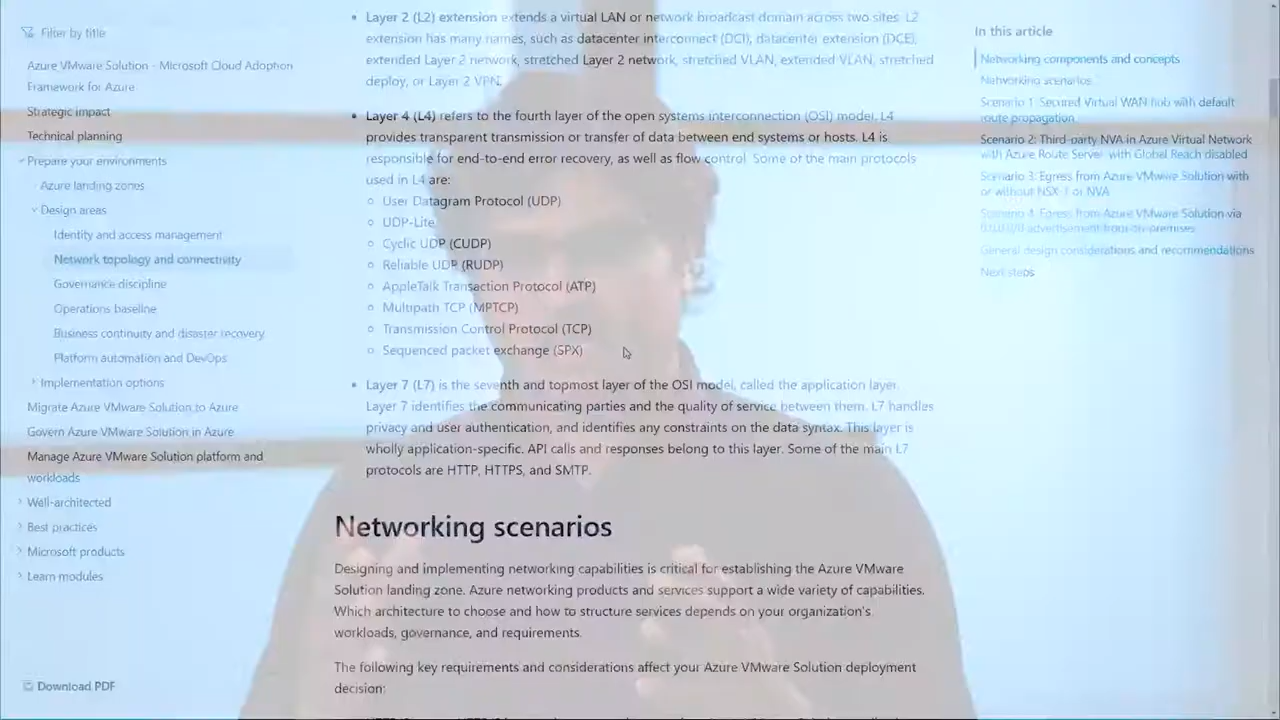 Filter by title
Azure VMware Solution - Microsoft Cloud Adoption
Framework for Azure
Strategic impact
Technical planning
Prepare your environments
Azure landing zones
Design areas
Identity and access management
Network topology and connectivity
Governance discipline
Operations baseline
Business continuity and disaster recovery
Platform automation and DevOps
Implementation options
Migrate Azure VMware Solution to Azure
Govern Azure VMware Solution in Azure
Manage Azure VMware Solution platform and
workloads
Well-architected
Best practices
Microsoft products
Learn modules
Download PDF
Layer 2 (L2) extension extends a virtual LAN or network broadcast domain across two sites. L2
extension has many names, such as datacenter interconnect (DCI), datacenter extension (DCE),
extended Layer 2 network, stretched Layer 2 network, stretched VLAN, extended VLAN, stretched
deploy, or Layer 2 VPN.
Layer 4 (L4) refers to the fourth layer of the open systems interconnection (OSI) model. L4
provides transparent transmission or transfer of data between end systems or hosts. L4 is
responsible for end-to-end error recovery, as well as flow control. Some of the main protocols
used in L4 are:
User Datagram Protocol (UDP)
UDP-Lite
Cyclic UDP (CUDP)
Reliable UDP (RUDP)
AppleTalk Transaction Protocol (ATP)
Multipath TCP (MPTCP)
Transmission Control Protocol (TCP)
Sequenced packet exchange (SPX)
Layer 7 (L7) is the seventh and topmost layer of the OSI model, called the application layer.
Layer 7 identifies the communicating parties and the quality of service between them. L7 handles
privacy and user authentication, and identifies any constraints on the data syntax. This layer is
wholly application-specific. API calls and responses belong to this layer. Some of the main L7
protocols are HTTP, HTTPS, and SMTP.
Networking scenarios
Designing and implementing networking capabilities is critical for establishing the Azure VMware
Solution landing zone. Azure networking products and services support a wide variety of capabilities.
Which architecture to choose and how to structure services depends on your organization's
workloads, governance, and requirements.
The following key requirements and considerations affect your Azure VMware Solution deployment
decision:
In this article
Networking components and concepts
Networking scenarios
Scenario 1: Secured Virtual WAN hub with default
route propagation
Scenario 2: Third-party NVA in Azure Virtual Network
with Azure Route Server with Global Reach disabled
Scenario 3: Egress from Azure VMware Solution with
or without NSX-T or NVA
Scenario 4: Egress from Azure VMware Solution via
0.0.0.0/0 advertisement from on-premises
General design considerations and recommendations
Next steps